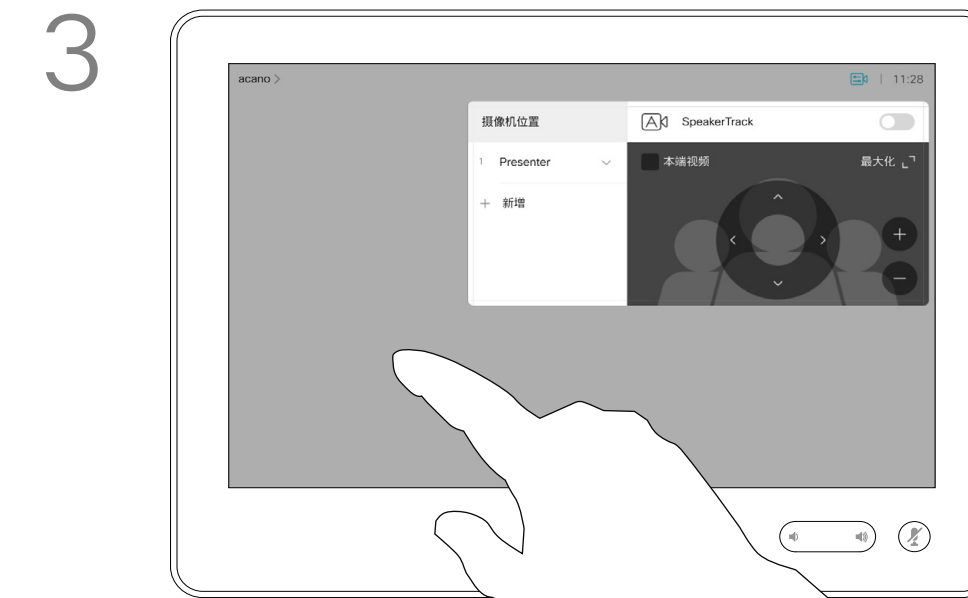 3
acano >
11:28
摄像机位置
SpeakerTrack
1 Presenter
本端视频
最大化
+ 新增